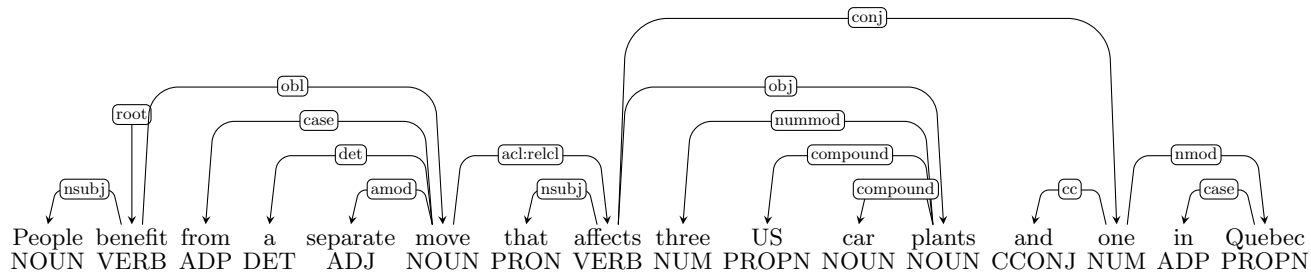 conj
obl obj
root
case nummod
det acl:relcl compound nmod
nsubj amod nsubj compound cc case
People benefit from a separate move that affects three US car plants and one in Quebec
NOUN VERB ADP DET ADJ NOUN PRON VERB NUM PROPN NOUN NOUN CCONJ NUM ADP PROPN